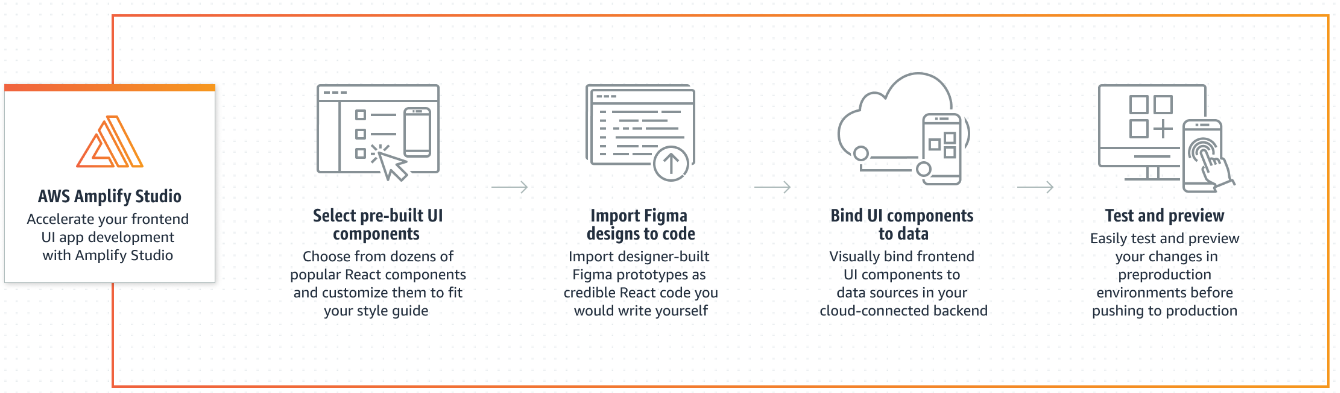 AWS Amplify Studio
Accelerate your frontend
UI app development
with Amplify Studio
Select pre-built UI
components
Choose from dozens of
popular React components
and customize them to fit
your style guide
Import Figma
designs to code
Import designer-built
Figma prototypes as
credible React code you
would write yourself
Bind UI components
to data
Visually bind frontend
UI components to
data sources in your
cloud-connected backend
Test and preview
Easily test and preview
your changes in
preproduction
environments before
pushing to production